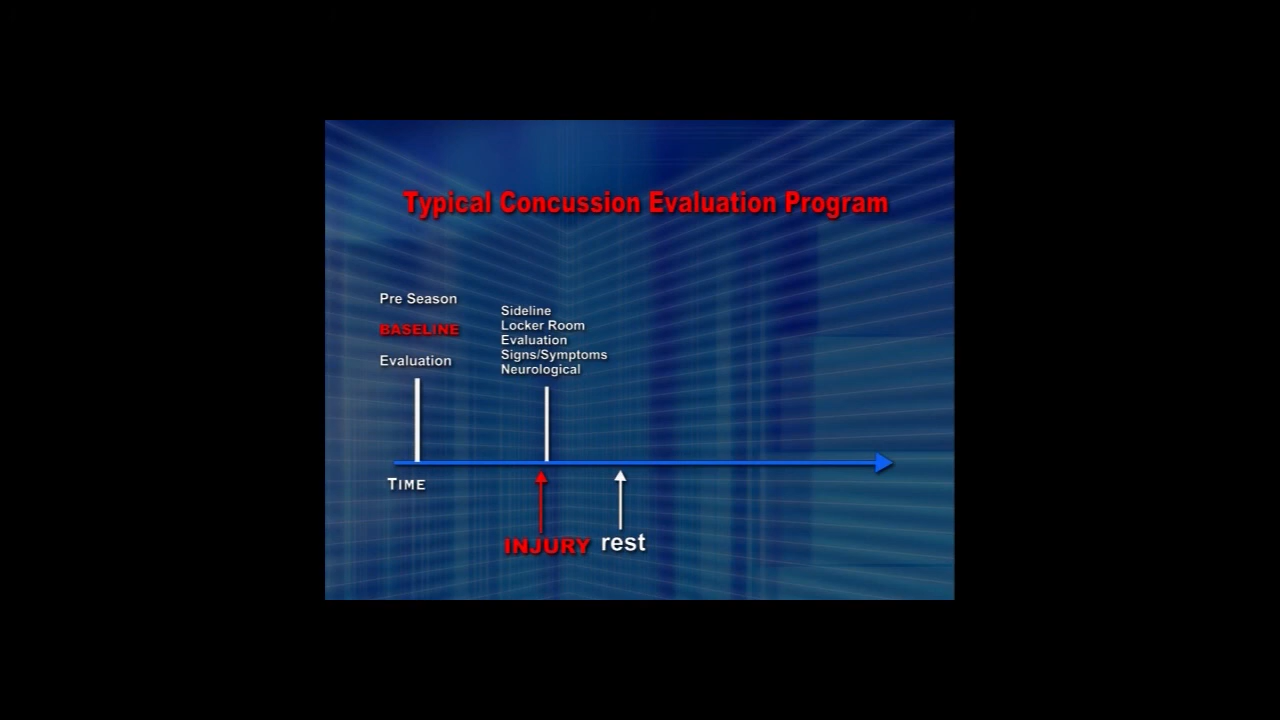 Typical Concussion Evaluation Program
Pre Season
BASELINE
Evaluation
Sideline
Locker Room
Evaluation
Signs/Symptoms
Neurological
TIME
INJURY
rest